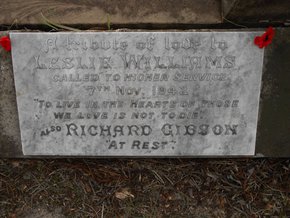 A tribute of love to
LESLIE WILLIAMS
CALLED TO HIGHER SERVICE
7TH NOV. 1942
"TO LIVE IN THE HEARTS OF THOSE
WE LOVE IS NOT TO DIE"
ALSO RICHARD GIBSON
"AT REST"